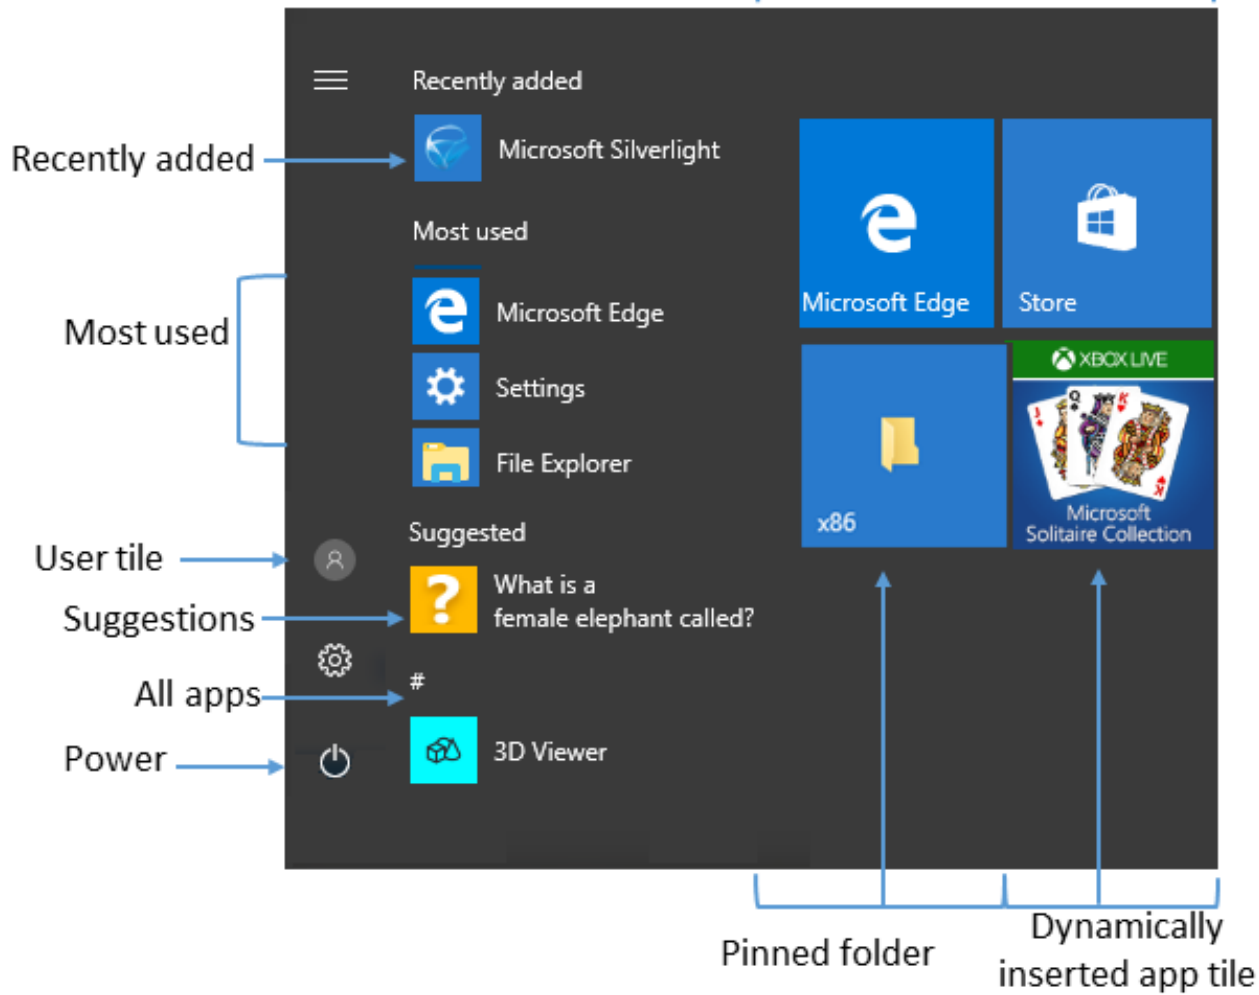 Recently added
Recently added
Microsoft Silverlight
Most used
Most used
Microsoft Edge
Settings
File Explorer
Microsoft Edge
Store
x86
XBOX LIVE
J
Q
K
K
Microsoft
Solitaire Collection
User tile
Suggested
Suggestions
What is a
female elephant called?
All apps
#
Power
3D Viewer
Pinned folder
Dynamically
inserted app tile